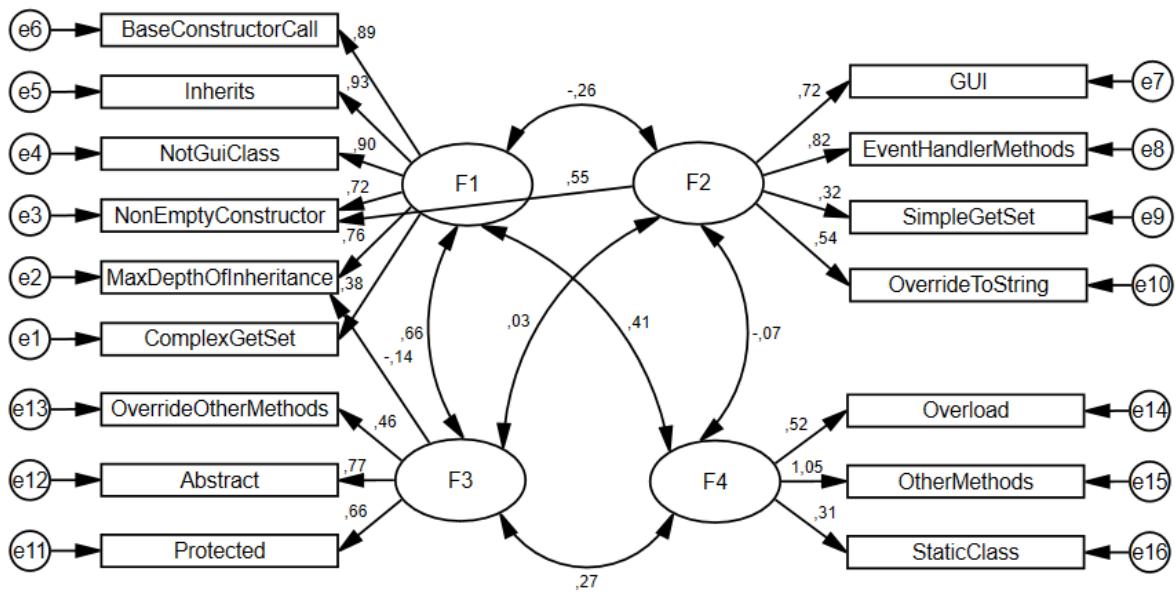 e6
BaseConstructorCall
,89
e5
Inherits
,93
e4
NotGuiClass
,90
e3
NonEmptyConstructor
,72
e2
MaxDepthOfInheritance
,76
e1
ComplexGetSet
,38
F1
-,26
F2
,55
,72
GUI
e7
,82
EventHandlerMethods
e8
,32
SimpleGetSet
e9
,54
OverrideToString
e10
,66
-,14
,03
,41
-,07
e13
OverrideOtherMethods
,46
e12
Abstract
,77
e11
Protected
,66
F3
,27
F4
,52
Overload
e14
1,05
OtherMethods
e15
,31
StaticClass
e16